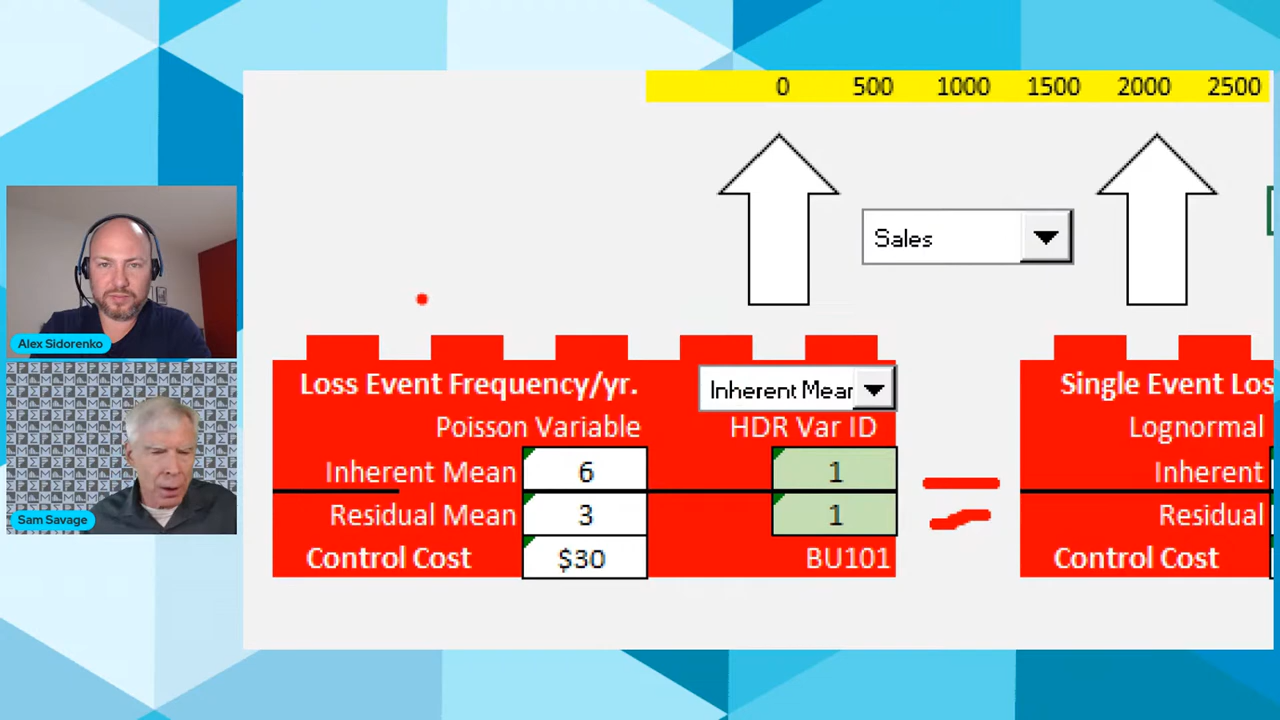 0 500 1000 1500 2000 2500
Sales
Alex Sidorenko
Loss Event Frequency/yr.
Inherent Mean
Poisson Variable
HDR Var ID
Inherent Mean 6 1
Residual Mean 3 1
Control Cost $30 BU101
Single Event Los
Lognormal
Inherent
Residual
Control Cost
Sam Savage